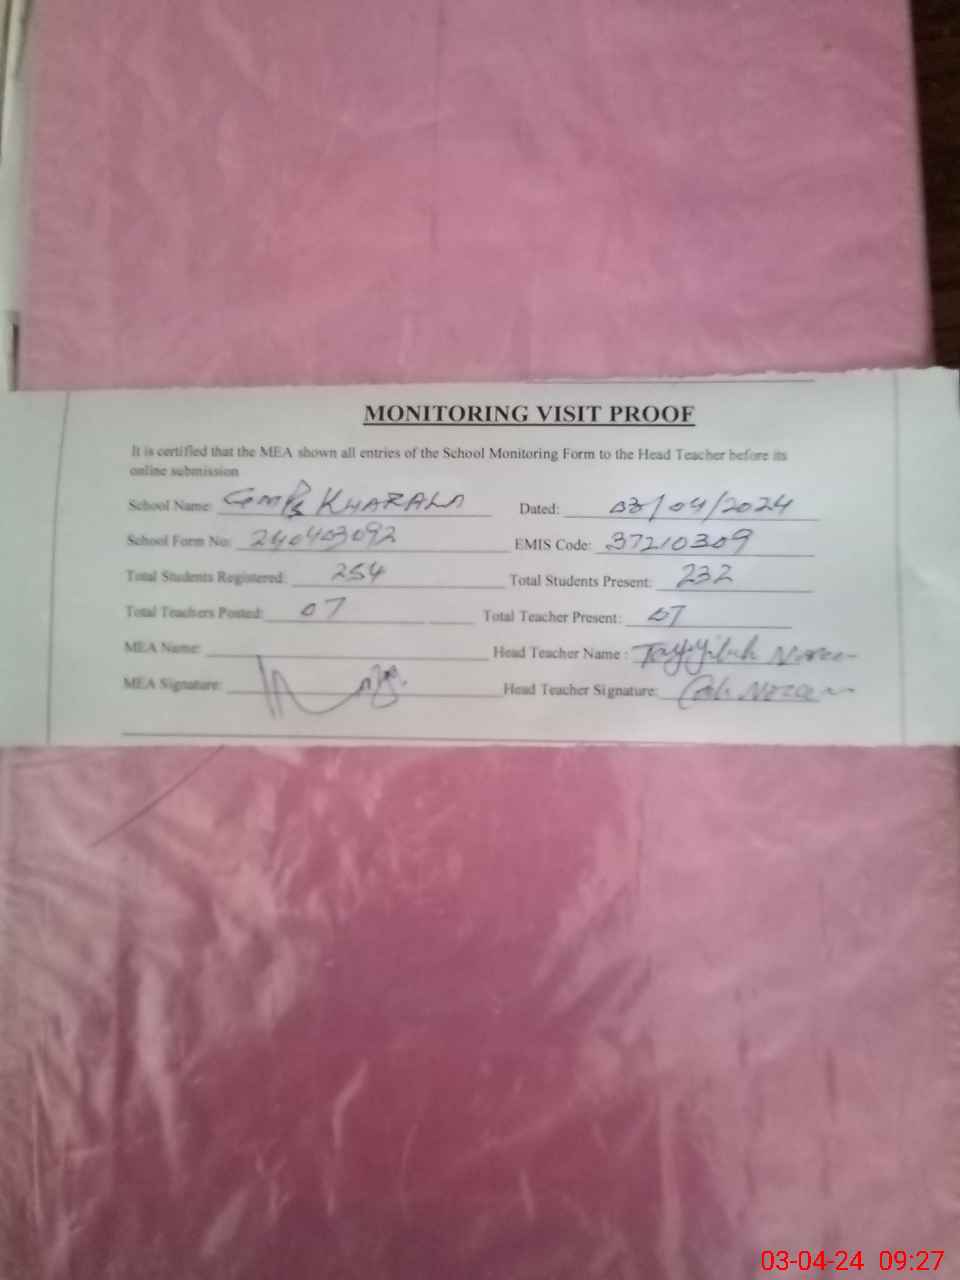 MONITORING VISIT PROOF
It is certified that the MEA shown all entries of the School Monitoring Form to the Head Teacher before its
online submission
School Name: KHARALA Dated: 03/04/2024
School Form No: 240403092 EMIS Code: 37210309
Total Students Registered: 254 Total Students Present: 232
Total Teachers Posted: 07 Total Teacher Present: 07
MEA Name: Head Teacher Name : Tayyibah Noreen
MEA Signature: Head Teacher Signature:
03-04-24 09:27